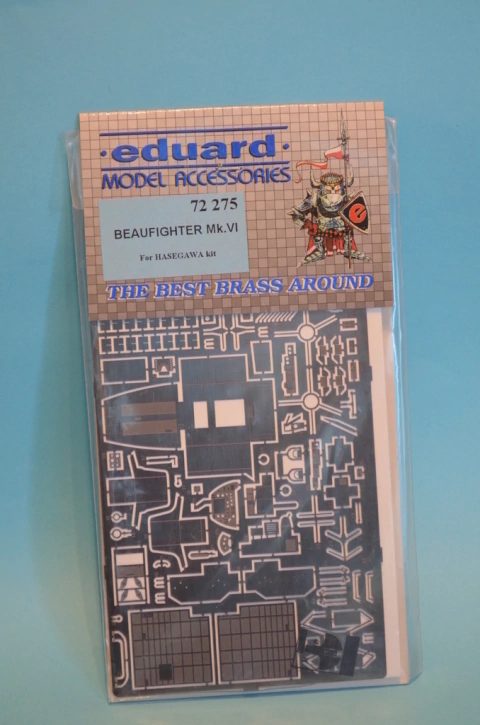 ·eduard·
MODEL ACCESSORIES
72 275
BEAUFIGHTER Mk.VI
For HASEGAWA kit
e
THE BEST BRASS AROUND